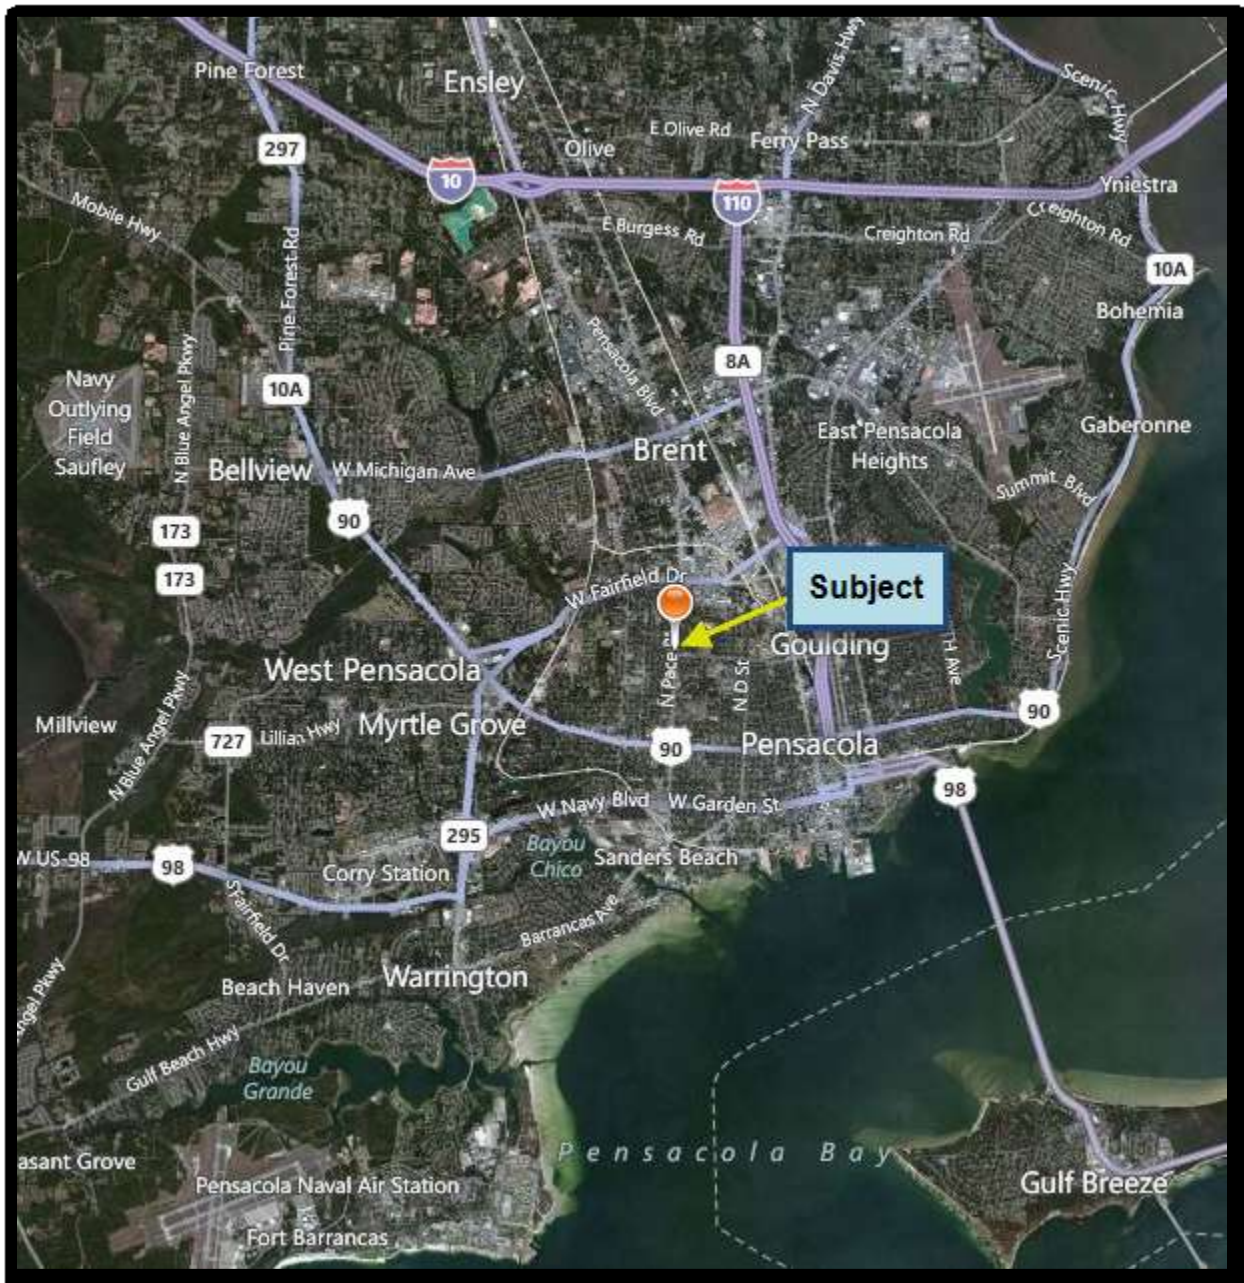 Pine Forest
Ensley
N Davis Hwy
Scenic Hwy
E Olive Rd
Olive
Ferry Pass
297
10
110
Yniestra
Mobile Hwy
E Burgess Rd
Creighton Rd
Creighton Rd
Pine Forest Rd
10A
Bohemia
N Blue Angel Pkwy
Pensacola Blvd
8A
Navy
Outlying
Field
Saufley
10A
Gaberonne
East Pensacola
Heights
Brent
Bellview
W Michigan Ave
Summit Blvd
90
173
173
W Fairfield Dr
Subject
Scenic Hwy
Goulding
H Ave
West Pensacola
N Pace
N D St
Millview
N Blue Angel Pkwy
727
Lillian Hwy
Myrtle Grove
90
Pensacola
90
98
W Navy Blvd
W Garden St
295
Bayou
Chico
Sanders Beach
W US-98
98
Corry Station
S Fairfield Dr
Barrancas Ave
Warrington
Beach Haven
Angel Pkwy
Gulf Beach Hwy
Bayou
Grande
Pensacola Bay
asant Grove
Pensacola Naval Air Station
Gulf Breeze
Fort Barrancas